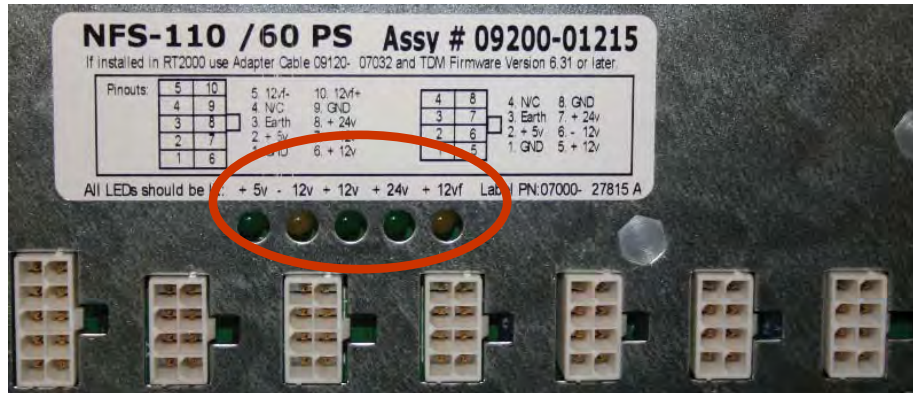 NFS-110 /60 PS Assy # 09200-01215
If installed in RT2000 use Adapter Cable 09120- 07032 and TDM Firmware Version 6.31 or later.
Pinouts:
5 10
4 9
3 8
2 7
1 6
5. 12vf- 10. 12vf+
4. N/C 9. GND
3. Earth 8. + 24v
2. + 5v
GND 6. + 12v
4 8
3 7
2 6
5
4. N/C 8. GND
3. Earth 7. + 24v
2. + 5v 6. - 12v
1. GND 5. + 12v
All LEDs should be + 5v - 12v + 12v + 24v + 12vf Label PN:07000- 27815 A